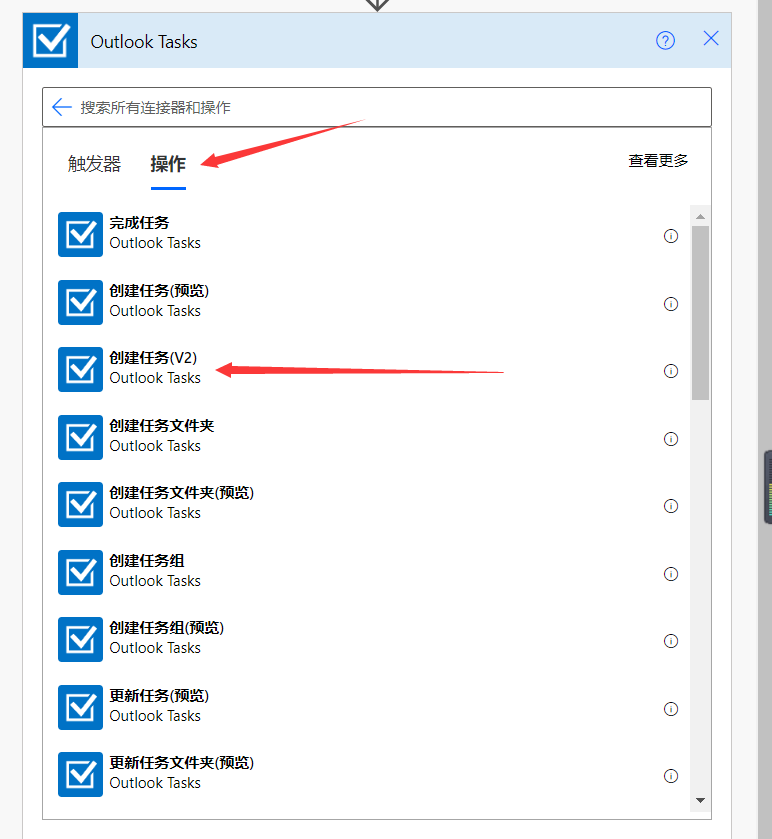 Outlook Tasks
搜索所有连接器和操作
触发器 操作 查看更多
完成任务
Outlook Tasks
创建任务(预览)
Outlook Tasks
创建任务(V2)
Outlook Tasks
创建任务文件夹
Outlook Tasks
创建任务文件夹(预览)
Outlook Tasks
创建任务组
Outlook Tasks
创建任务组(预览)
Outlook Tasks
更新任务(预览)
Outlook Tasks
更新任务文件夹(预览)
Outlook Tasks